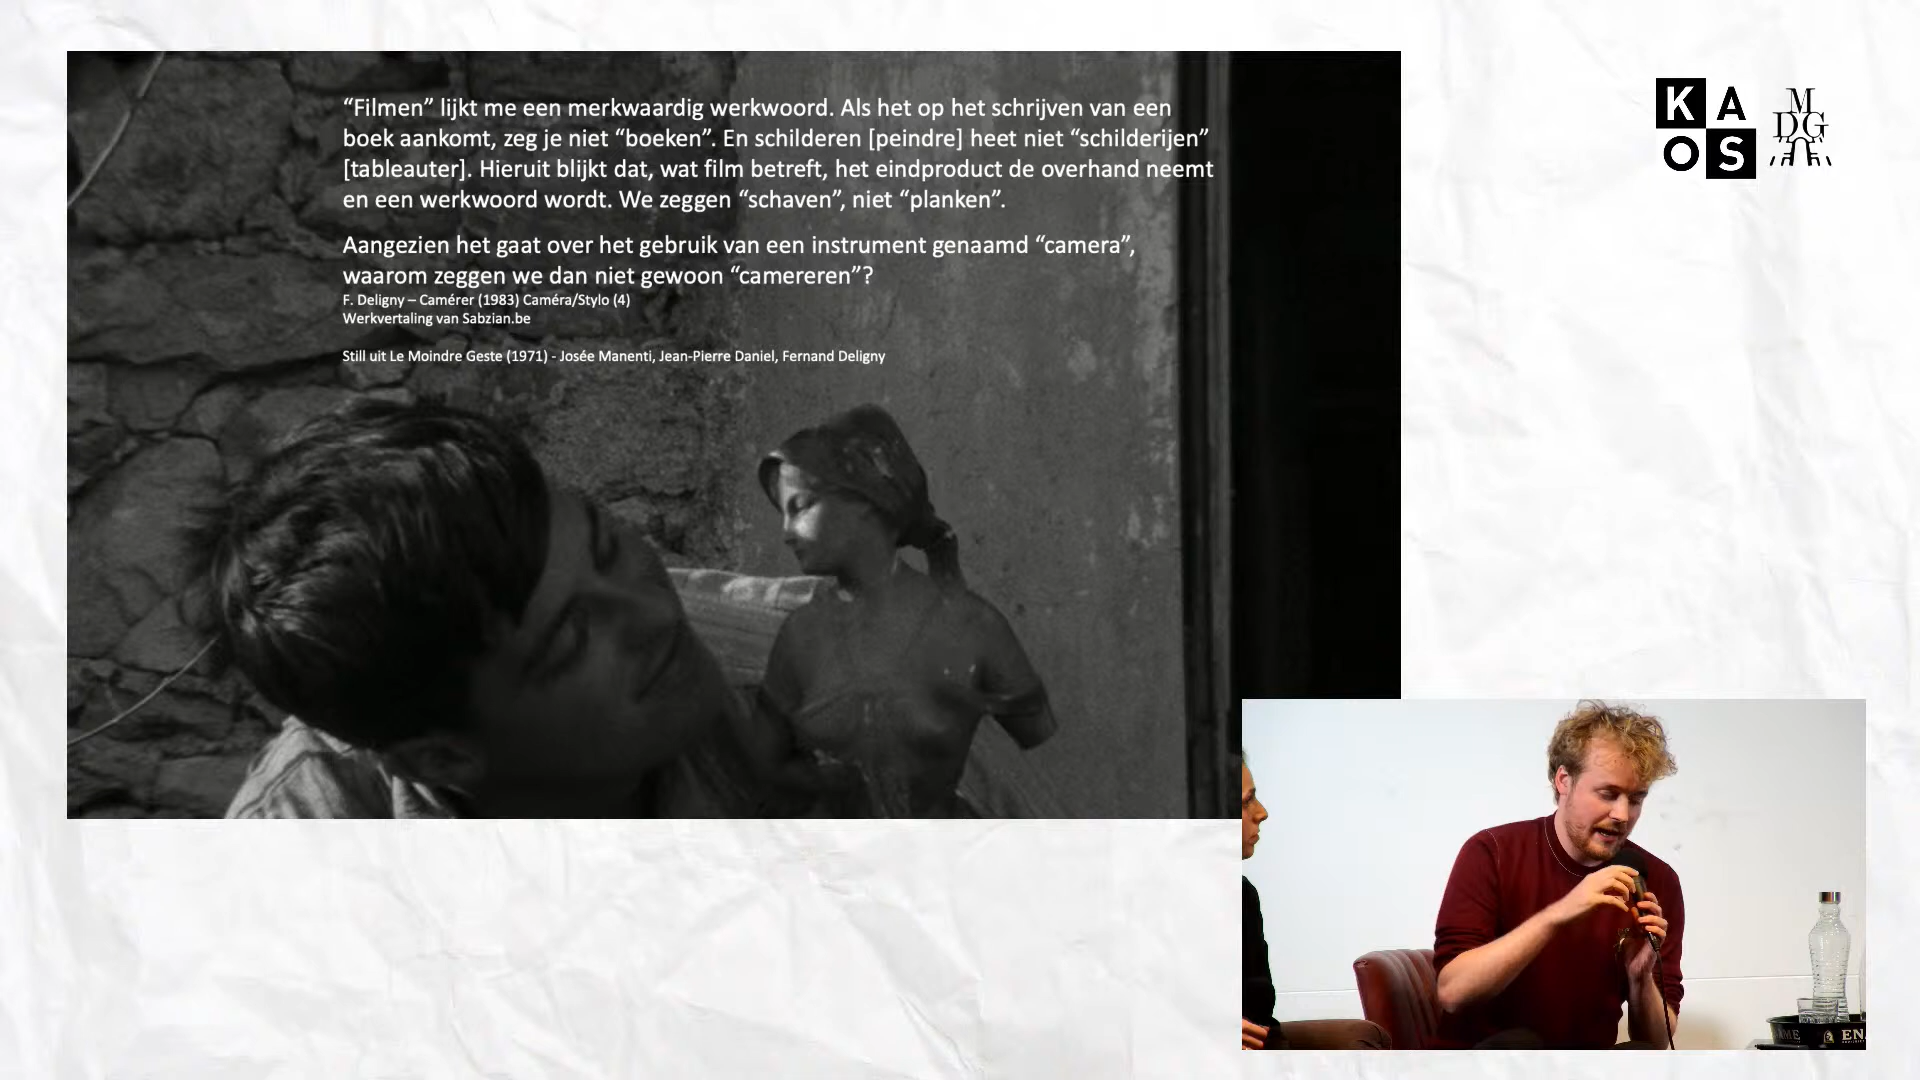 “Filmen” lijkt me een merkwaardig werkwoord. Als het op het schrijven van een
boek aankomt, zeg je niet “boeken”. En schilderen [peindre] heet niet “schilderijen”
[tableauter]. Hieruit blijkt dat, wat film betreft, het eindproduct de overhand neemt
en een werkwoord wordt. We zeggen “schaven”, niet “planken”.
Aangezien het gaat over het gebruik van een instrument genaamd “camera”,
waarom zeggen we dan niet gewoon “camereren”?
F. Deligny – Camérer (1983) Caméra/Stylo (4)
Werkvertaling van Sabzian.be
Still uit Le Moindre Geste (1971) - Josée Manenti, Jean-Pierre Daniel, Fernand Deligny
KA
OS
M
DG